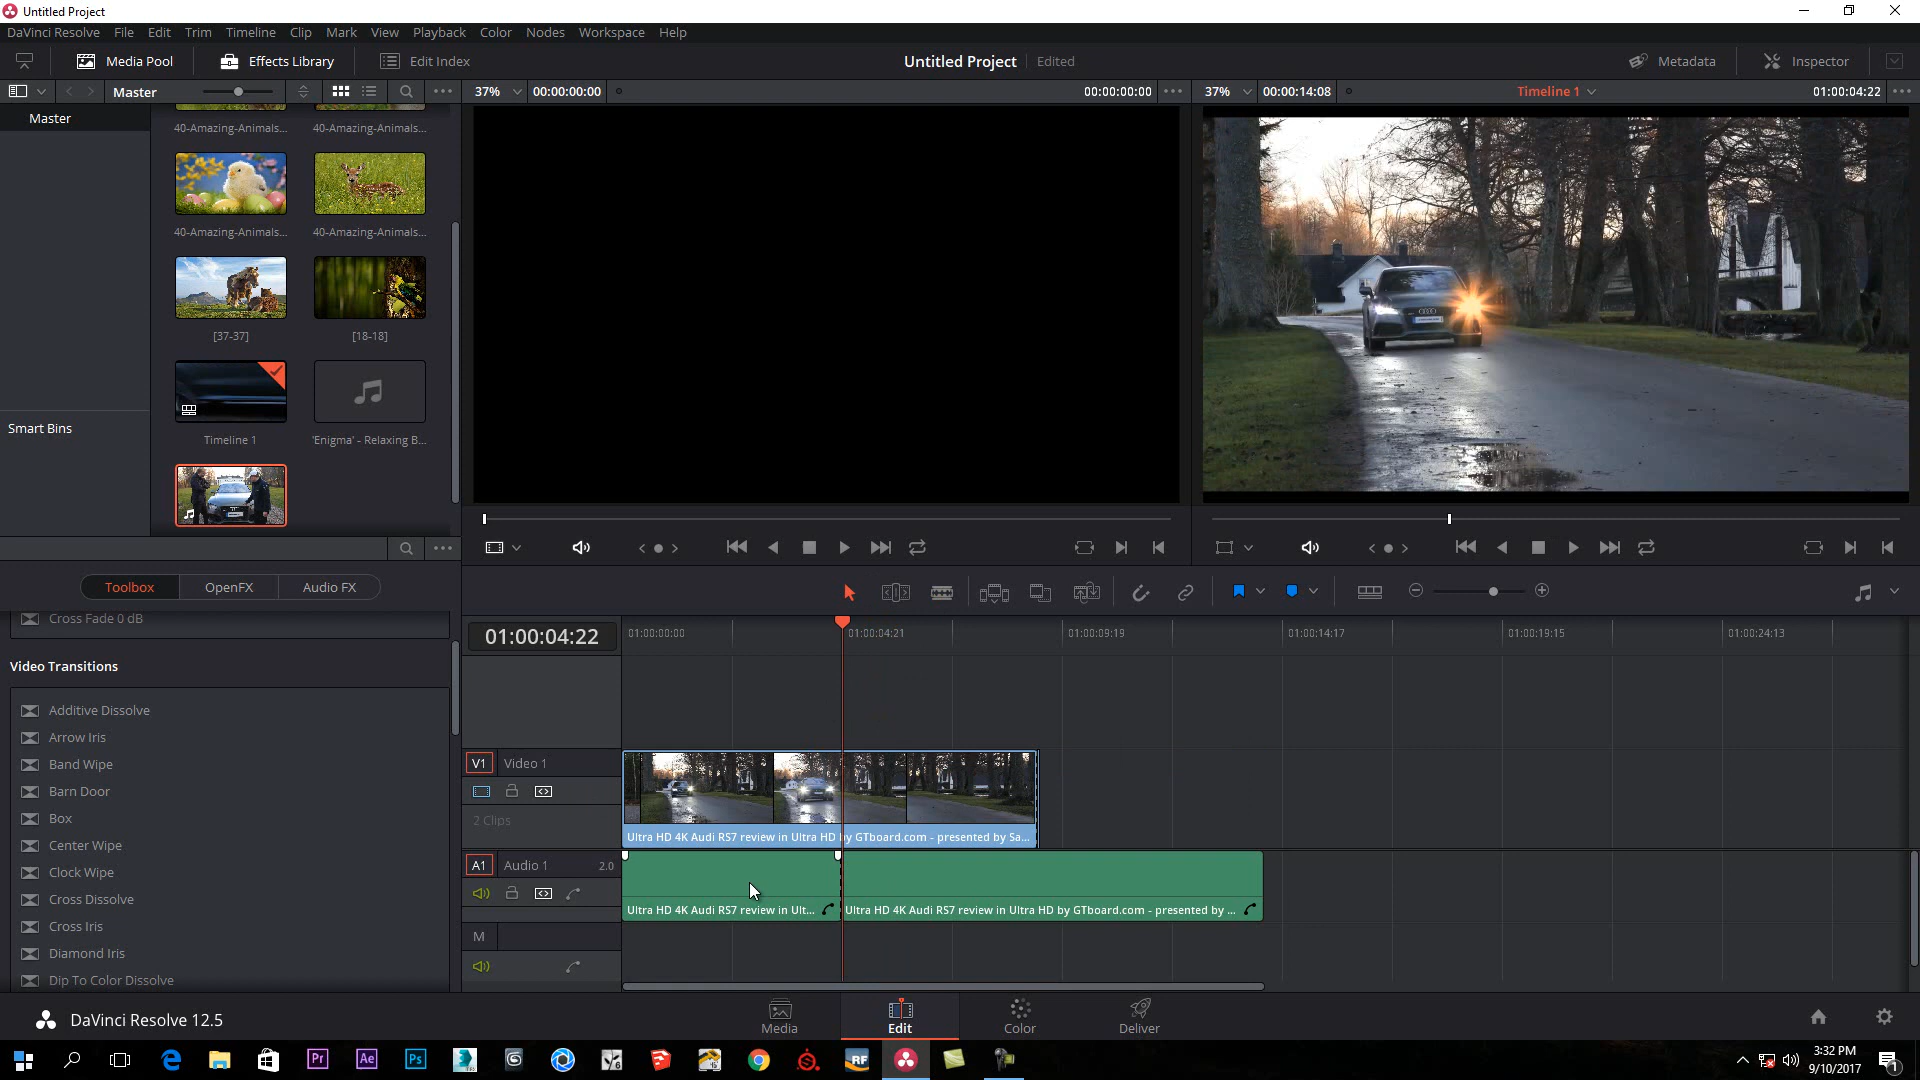 Untitled Project
DaVinci Resolve File Edit Trim Timeline Clip Mark View Playback Color Nodes Workspace Help
Media Pool Effects Library Edit Index Untitled Project Edited Metadata Inspector
Master 37% 00:00:00:00 00:00:00:00 37% 00:00:14:08 Timeline 1 01:00:04:22
Master
40-Amazing-Animals... 40-Amazing-Animals...
40-Amazing-Animals... 40-Amazing-Animals...
[37-37] [18-18]
Smart Bins
Timeline 1 'Enigma' - Relaxing B...
Toolbox OpenFX Audio FX
Cross Fade 0 dB
Video Transitions
Additive Dissolve
Arrow Iris
Band Wipe
Barn Door
Box
Center Wipe
Clock Wipe
Cross Dissolve
Cross Iris
Diamond Iris
Dip To Color Dissolve
01:00:04:22 01:00:00:00 01:00:04:21 01:00:09:19 01:00:14:17 01:00:19:15 01:00:24:13
V1 Video 1
2 Clips
Ultra HD 4K Audi RS7 review in Ultra HD by GTboard.com - presented by Sa...
A1 Audio 1 2.0
Ultra HD 4K Audi RS7 review in Ult... Ultra HD 4K Audi RS7 review in Ultra HD by GTboard.com - presented by ...
M
DaVinci Resolve 12.5 Media Edit Color Deliver
Pr Ae Ps RF
3:32 PM
9/10/2017
1